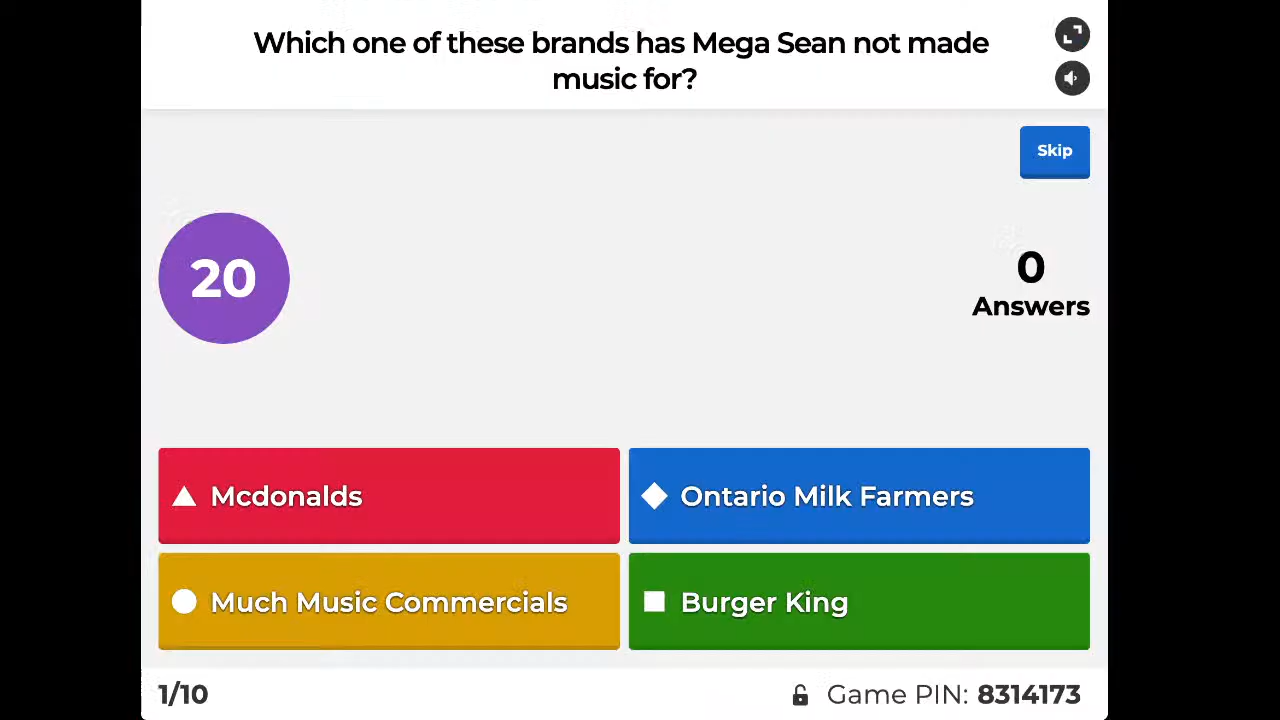 Which one of these brands has Mega Sean not made
music for?
Skip
20
0
Answers
Mcdonalds
Ontario Milk Farmers
Much Music Commercials
Burger King
1/10
Game PIN: 8314173